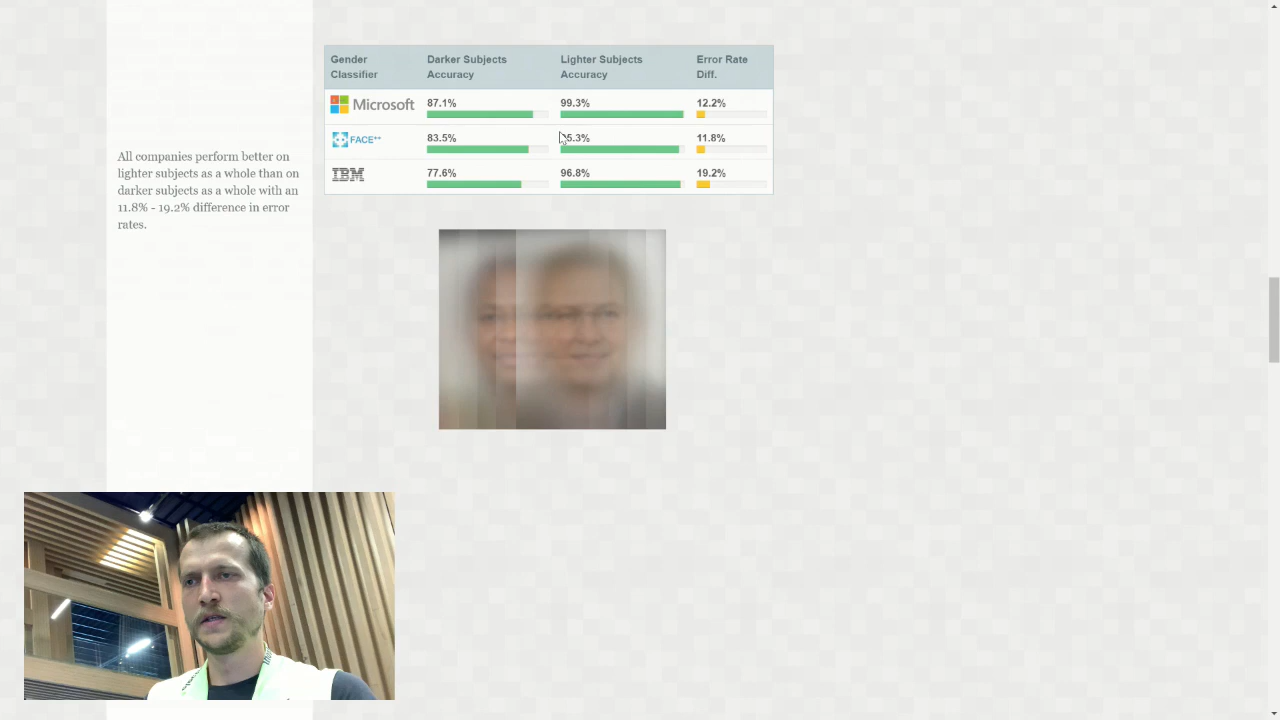 Gender Classifier
Darker Subjects Accuracy
Lighter Subjects Accuracy
Error Rate Diff.
Microsoft 87.1% 99.3% 12.2%
FACE++ 83.5% 5.3% 11.8%
IBM 77.6% 96.8% 19.2%
All companies perform better on
lighter subjects as a whole than on
darker subjects as a whole with an
11.8% - 19.2% difference in error
rates.